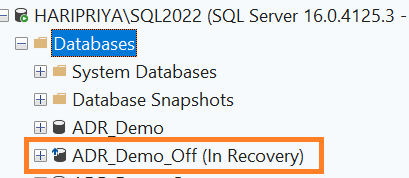 HARIPRIYA\SQL2022 (SQL Server 16.0.4125.3 -
Databases
System Databases
Database Snapshots
ADR_Demo
ADR_Demo_Off (In Recovery)